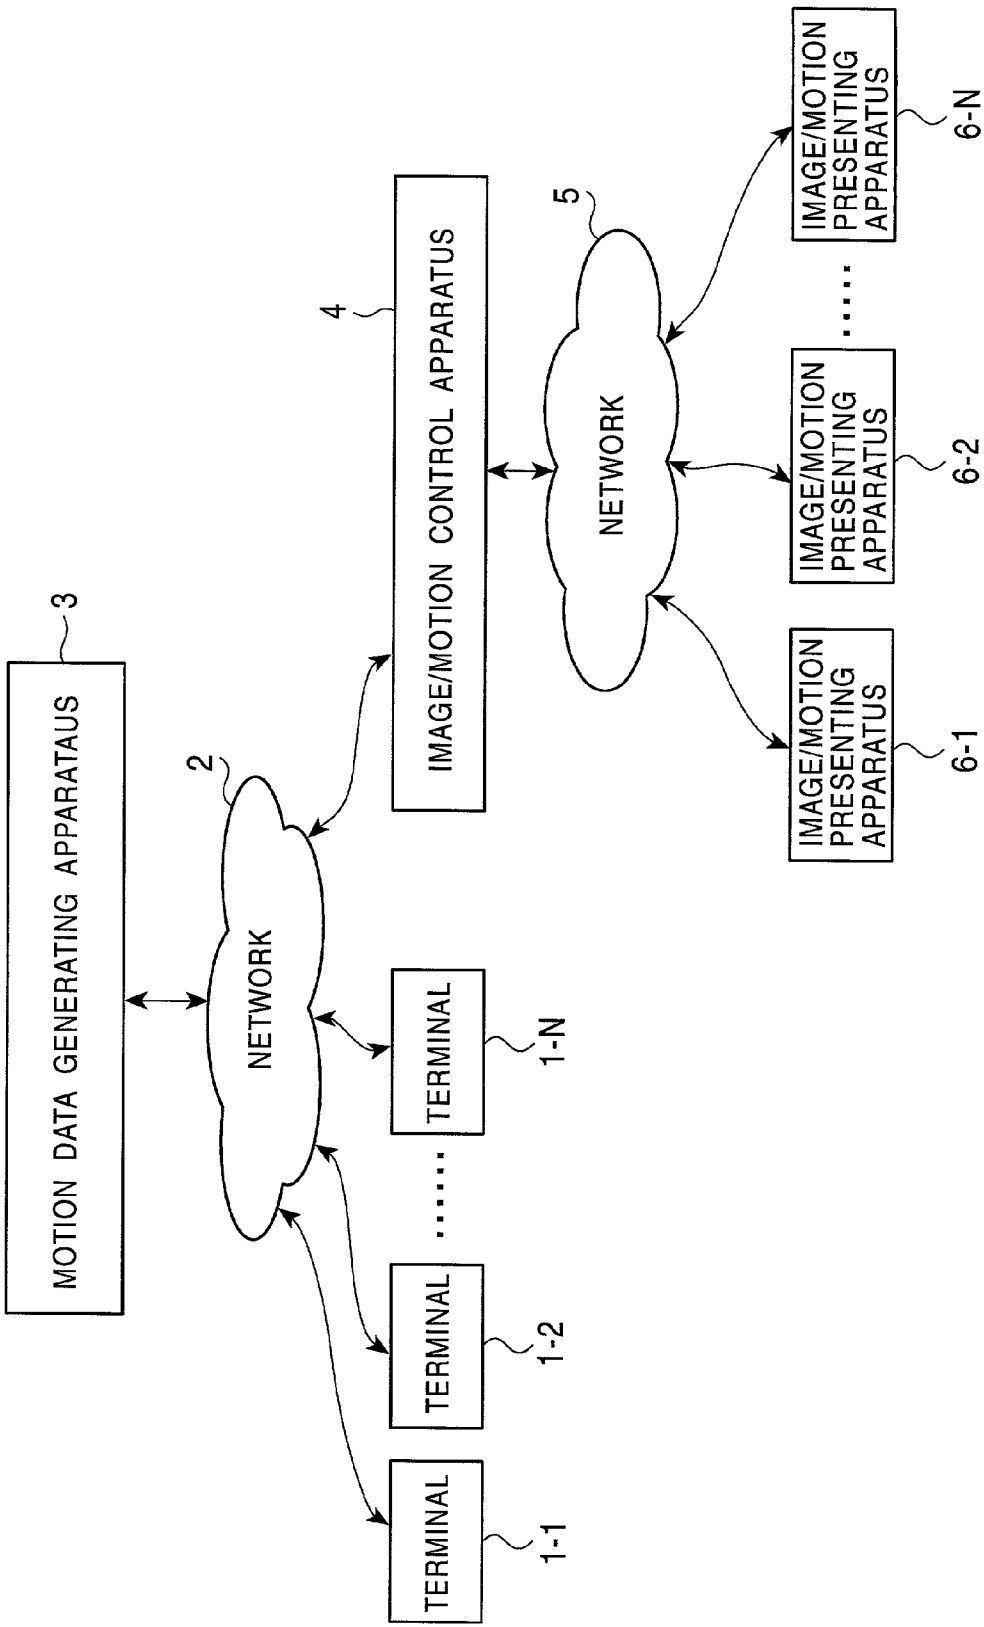 MOTION DATA GENERATING APPARATAUS
3
2
NETWORK
TERMINAL
1-1
TERMINAL
1-2
......
TERMINAL
1-N
4
IMAGE/MOTION CONTROL APPARATUS
5
NETWORK
IMAGE/MOTION
PRESENTING
APPARATUS
6-1
IMAGE/MOTION
PRESENTING
APPARATUS
6-2
.....
IMAGE/MOTION
PRESENTING
APPARATUS
6-N